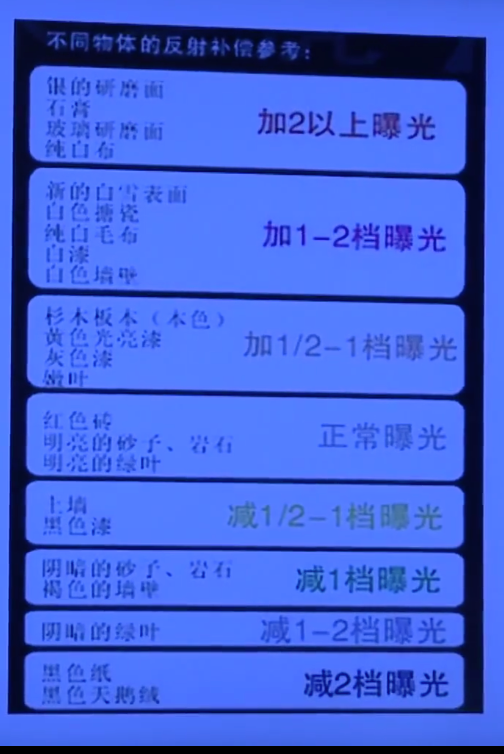 不同物体的反射补偿参考：
银的研磨面
石膏
玻璃研磨面
纯白布
加2以上曝光
新的白雪表面
白色搪瓷
纯白毛布
白漆
白色墙壁
加1-2档曝光
杉木板本（本色）
黄色光亮漆
灰色漆
嫩叶
加1/2-1档曝光
红色砖
明亮的砂子、岩石
明亮的绿叶
正常曝光
土墙
黑色漆
减1/2-1档曝光
阴暗的砂子、岩石
褐色的墙壁
减1档曝光
阴暗的绿叶
减1-2档曝光
黑色纸
黑色天鹅绒
减2档曝光